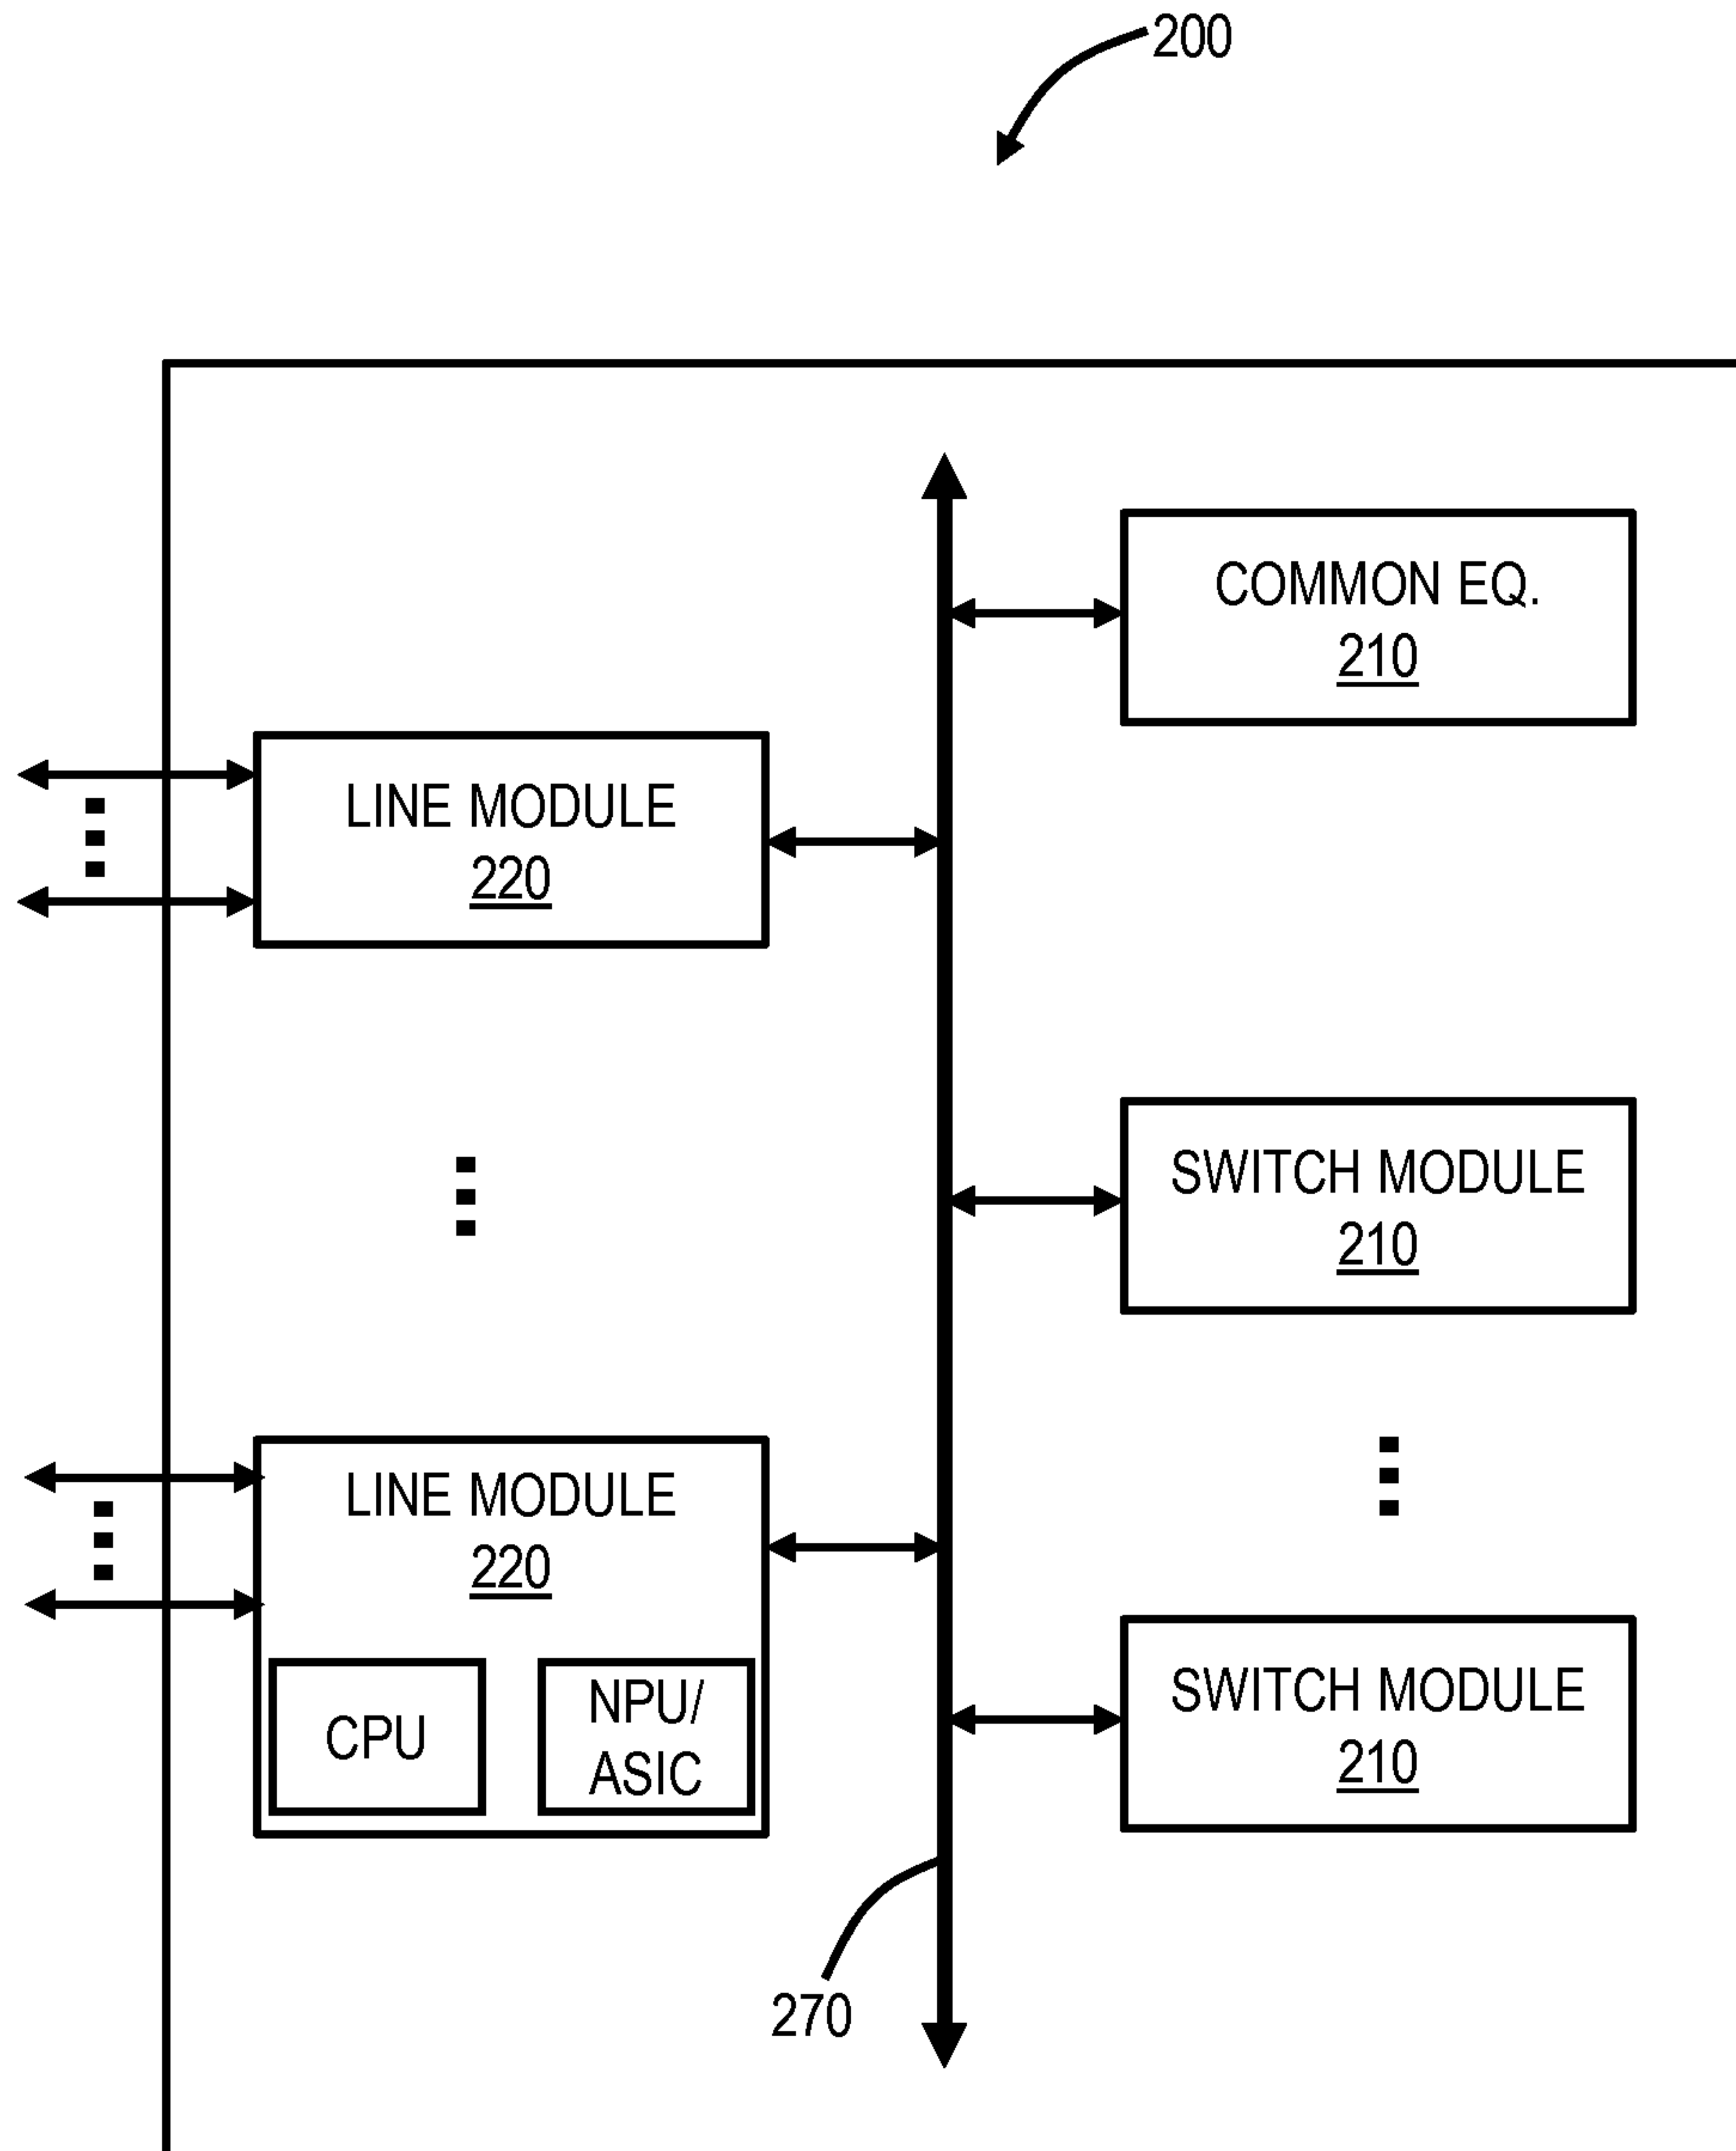 200
COMMON EQ.
210
LINE MODULE
220
SWITCH MODULE
210
LINE MODULE
220
CPU
NPU/
ASIC
SWITCH MODULE
210
270